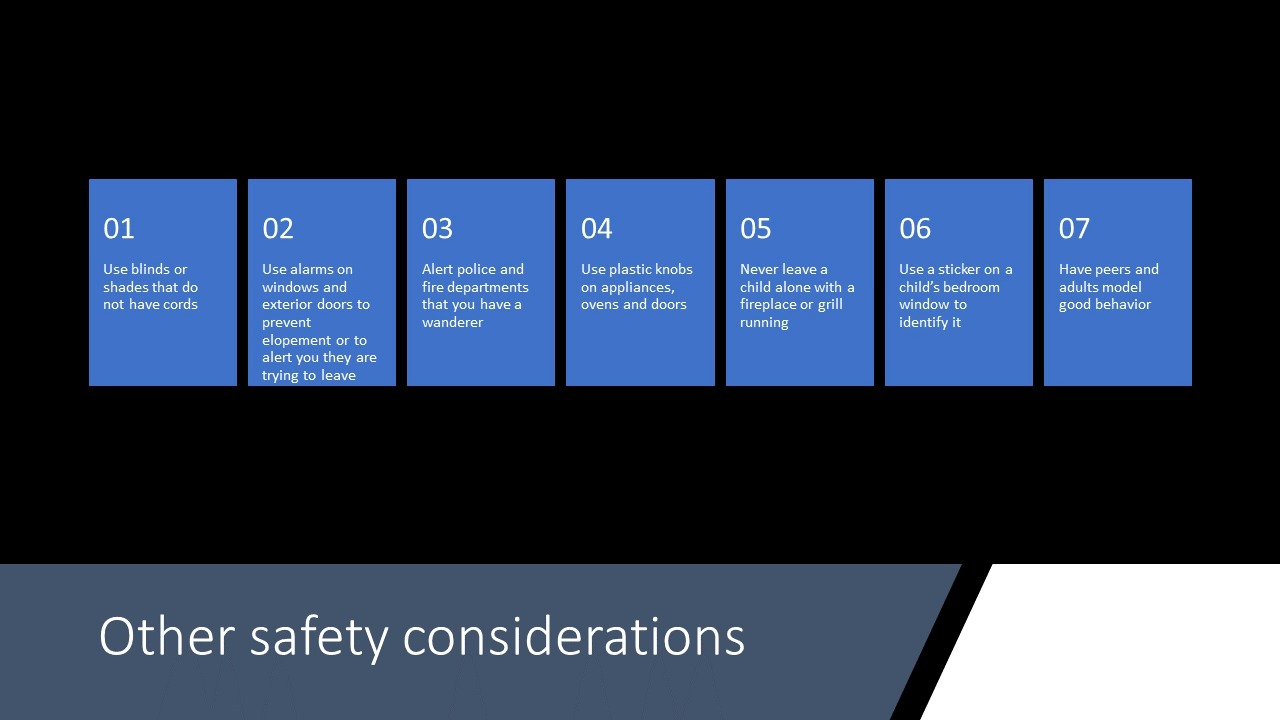 01
Use blinds or
shades that do
not have cords
02
Use alarms on
windows and
exterior doors to
prevent
elopement or to
alert you they are
trying to leave
03
Alert police and
fire departments
that you have a
wanderer
04
Use plastic knobs
on appliances,
ovens and doors
05
Never leave a
child alone with a
fireplace or grill
running
06
Use a sticker on a
child’s bedroom
window to
identify it
07
Have peers and
adults model
good behavior
Other safety considerations